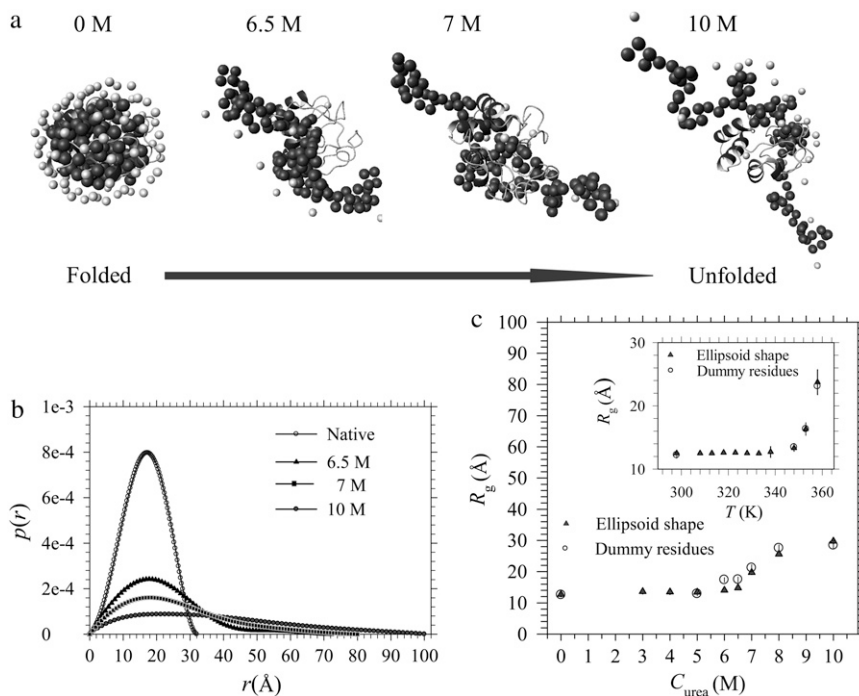 a
0 M 6.5 M 7 M 10 M
Folded Unfolded
b
1e-3
8e-4
6e-4
4e-4
2e-4
0
p(r)
Native
6.5 M
7 M
10 M
0 10 20 30 40 50 60 70 80 90 100
r(Å)
c
100
90
80
70
60
50
40
30
20
10
0
Rg (Å)
Ellipsoid shape
Dummy residues
30
20
10
Rg (Å)
Ellipsoid shape
Dummy residues
300 320 340 360
T (K)
0 1 2 3 4 5 6 7 8 9 10
Curea (M)